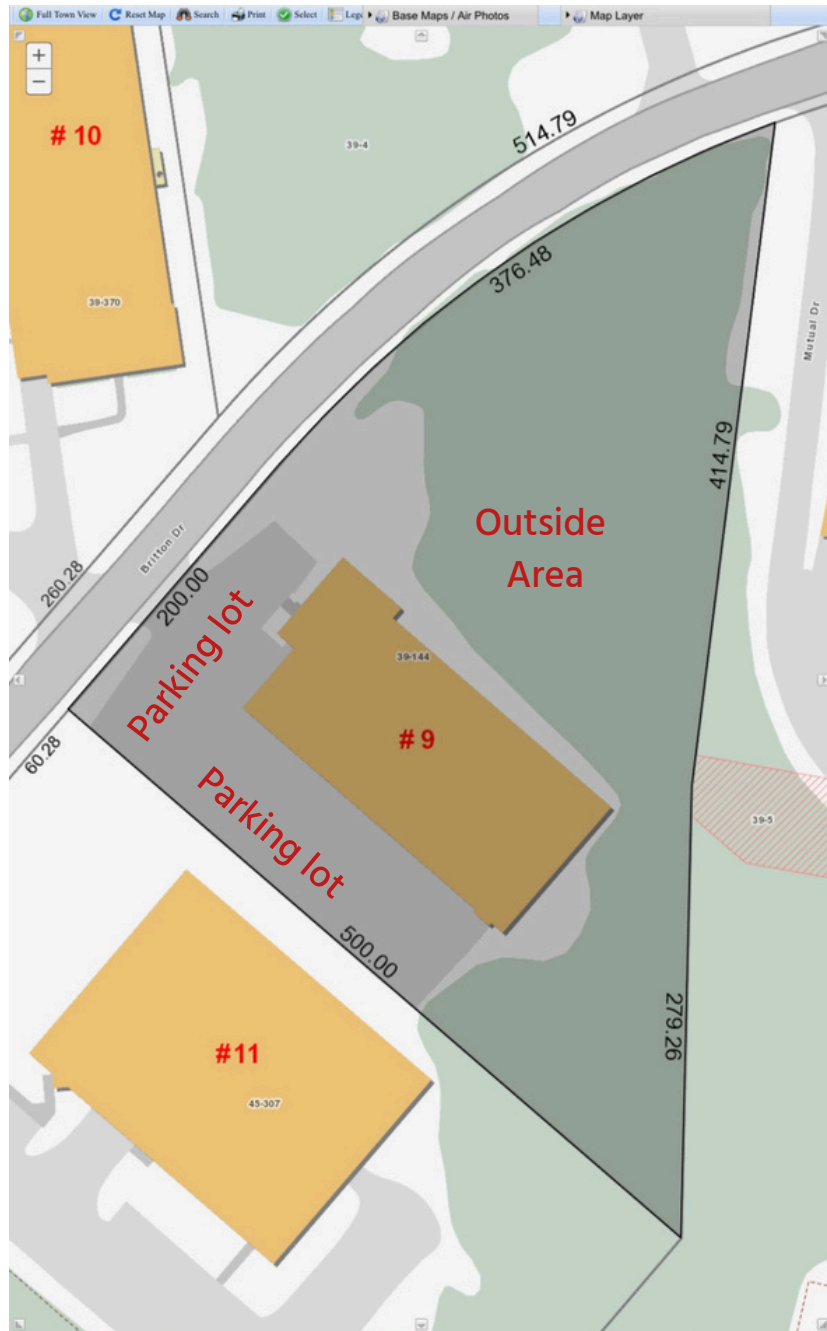 Full Town View Reset Map Search Print Select Lege Base Maps / Air Photos Map Layer
+
−
# 10
39-4
514.79
376.48
39-370
Mutual Dr
414.79
Outside
Area
Britton Dr
260.28
200.00
Parking lot
39-144
# 9
60.28
Parking lot
39-5
500.00
279.26
#11
45-307